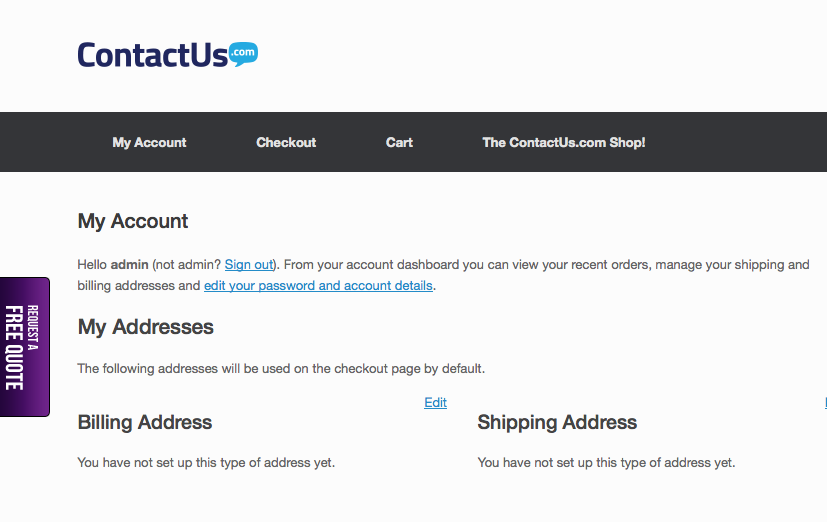 ContactUs.com
My Account Checkout Cart The ContactUs.com Shop!
My Account
Hello admin (not admin? Sign out). From your account dashboard you can view your recent orders, manage your shipping and
billing addresses and edit your password and account details.
REQUEST A
FREE QUOTE
My Addresses
The following addresses will be used on the checkout page by default.
Edit
Billing Address
You have not set up this type of address yet.
Shipping Address
You have not set up this type of address yet.